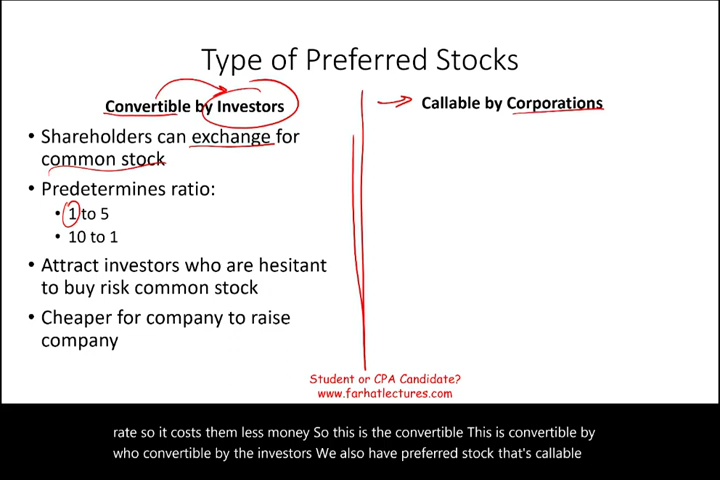 Type of Preferred Stocks
Convertible by Investors
• Shareholders can exchange for
common stock
• Predetermines ratio:
• 1 to 5
• 10 to 1
• Attract investors who are hesitant
to buy risk common stock
• Cheaper for company to raise
company
Callable by Corporations
Student or CPA Candidate?
www.farhatlectures.com
rate so it costs them less money So this is the convertible This is convertible by
who convertible by the investors We also have preferred stock that's callable